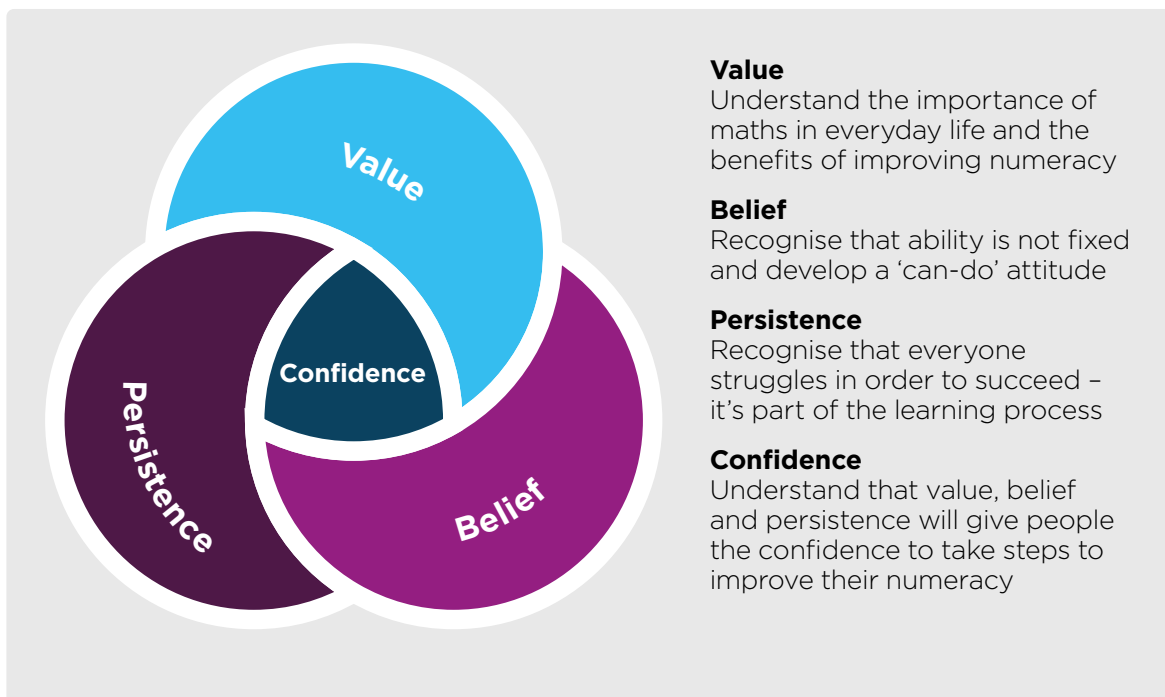 Value
Persistence
Confidence
Belief
Value
Understand the importance of
maths in everyday life and the
benefits of improving numeracy
Belief
Recognise that ability is not fixed
and develop a ‘can-do’ attitude
Persistence
Recognise that everyone
struggles in order to succeed –
it’s part of the learning process
Confidence
Understand that value, belief
and persistence will give people
the confidence to take steps to
improve their numeracy